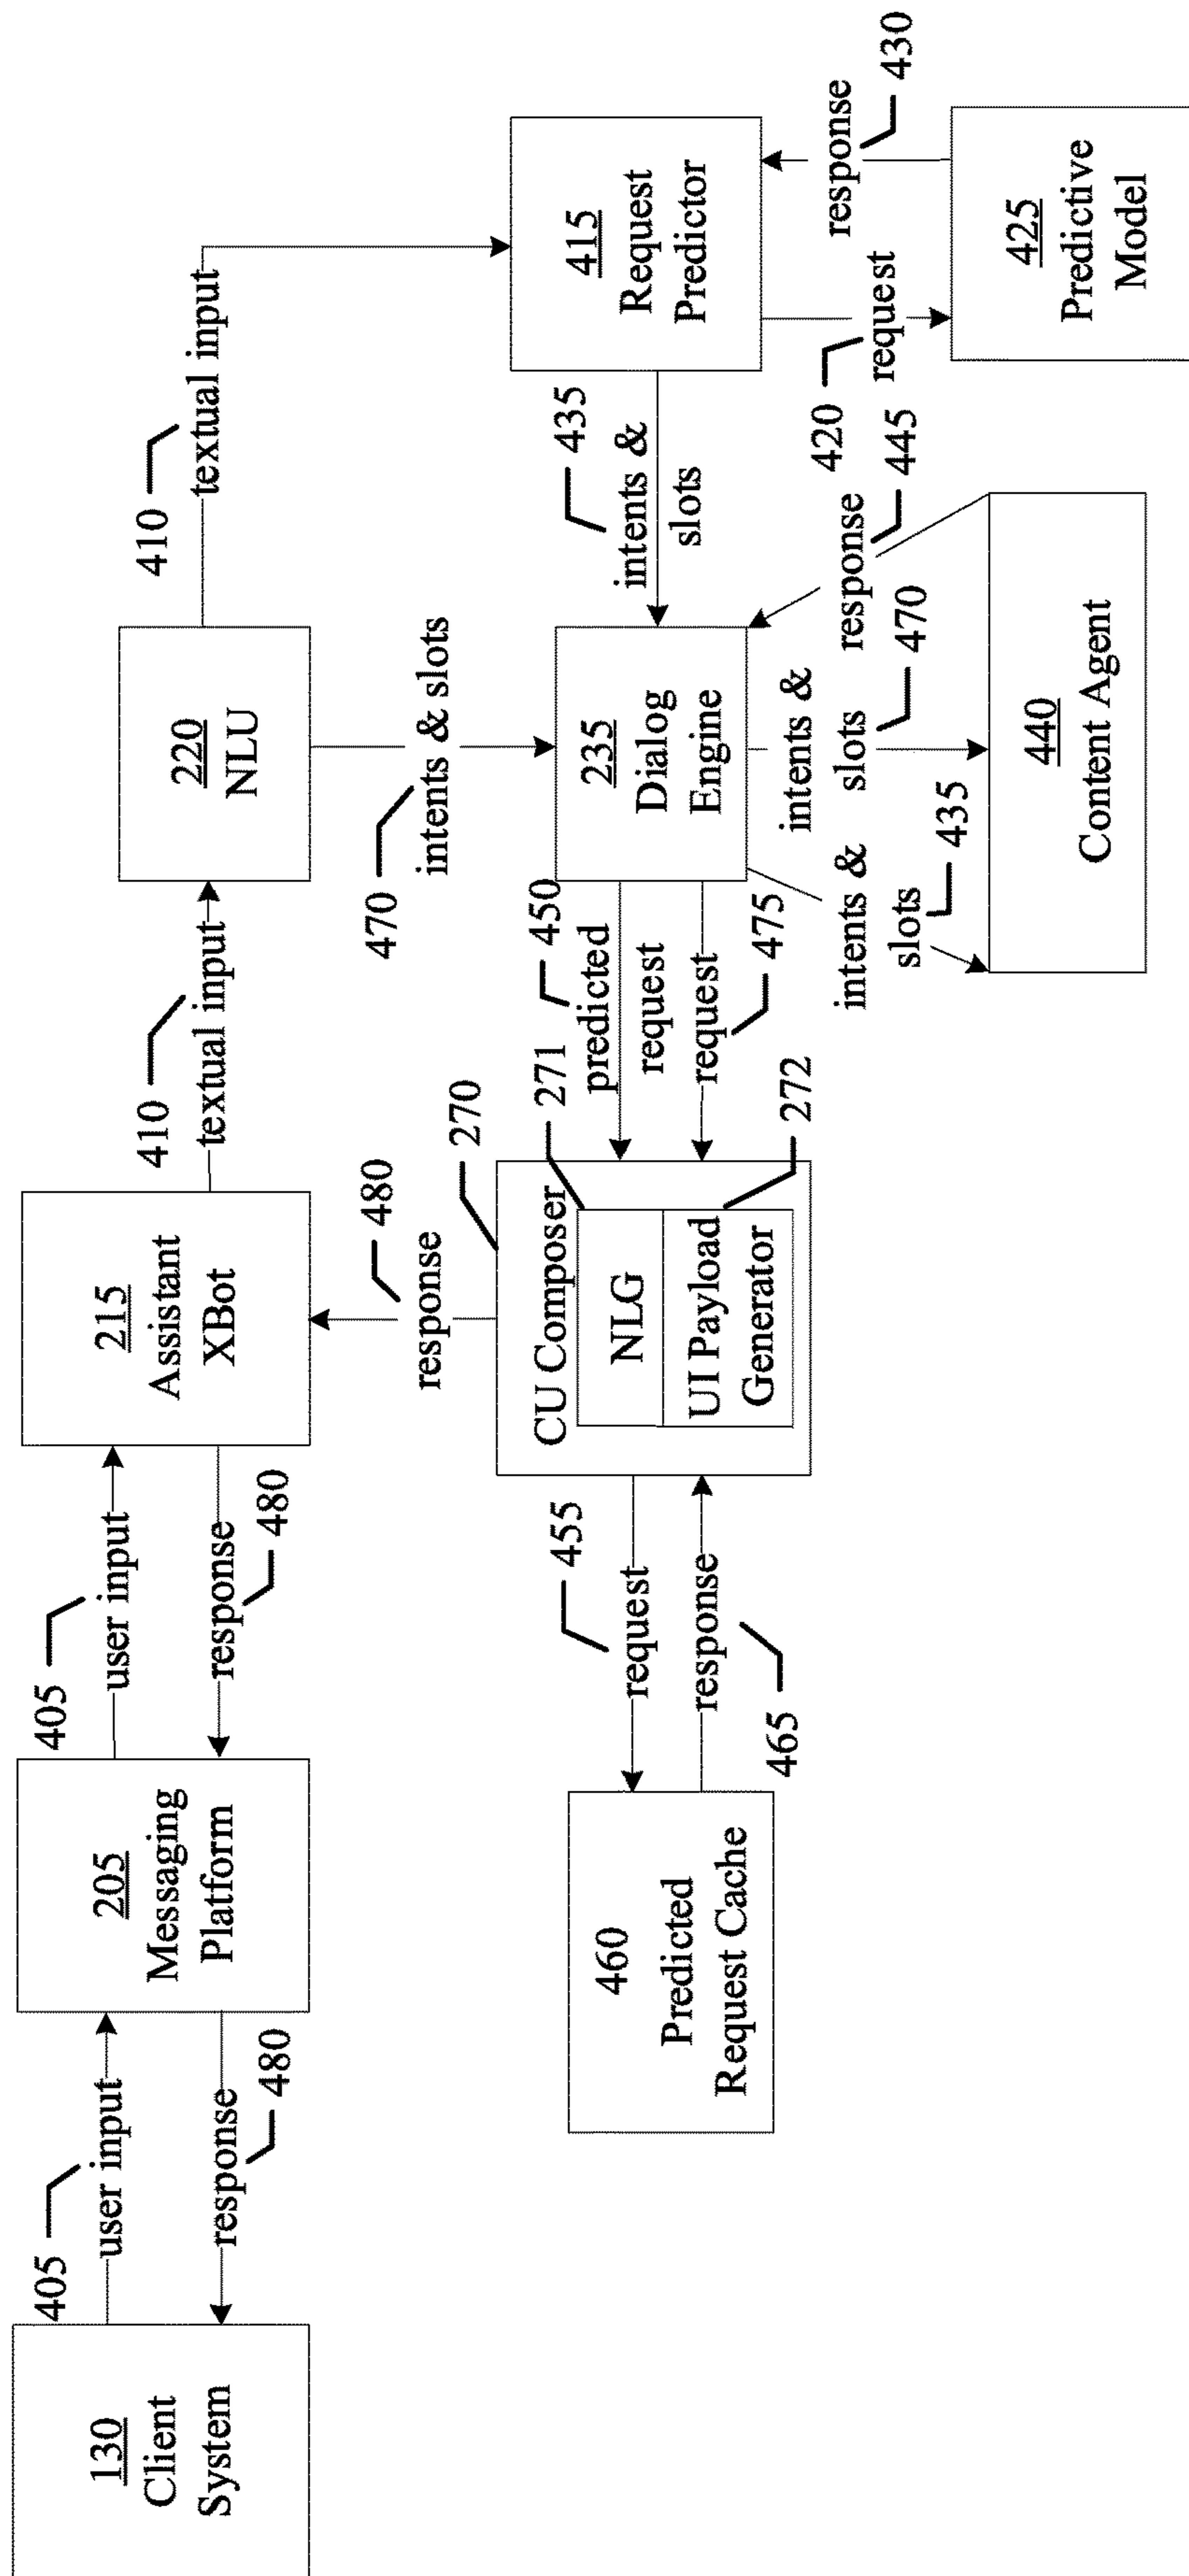 130
Client
System
405
user input
response
480
205
Messaging
Platform
405
user input
response
480
215
Assistant
XBot
410
textual input
220
NLU
410
textual input
415
Request
Predictor
420
request
425
Predictive
Model
response
430
435
intents &
slots
470
intents & slots
235
Dialog
Engine
intents &
slots
435
intents &
slots
470
response
445
440
Content Agent
450
predicted
request
request
475
270
CU Composer
271
NLG
UI Payload
Generator
272
455
request
460
Predicted
Request Cache
response
465
response
480